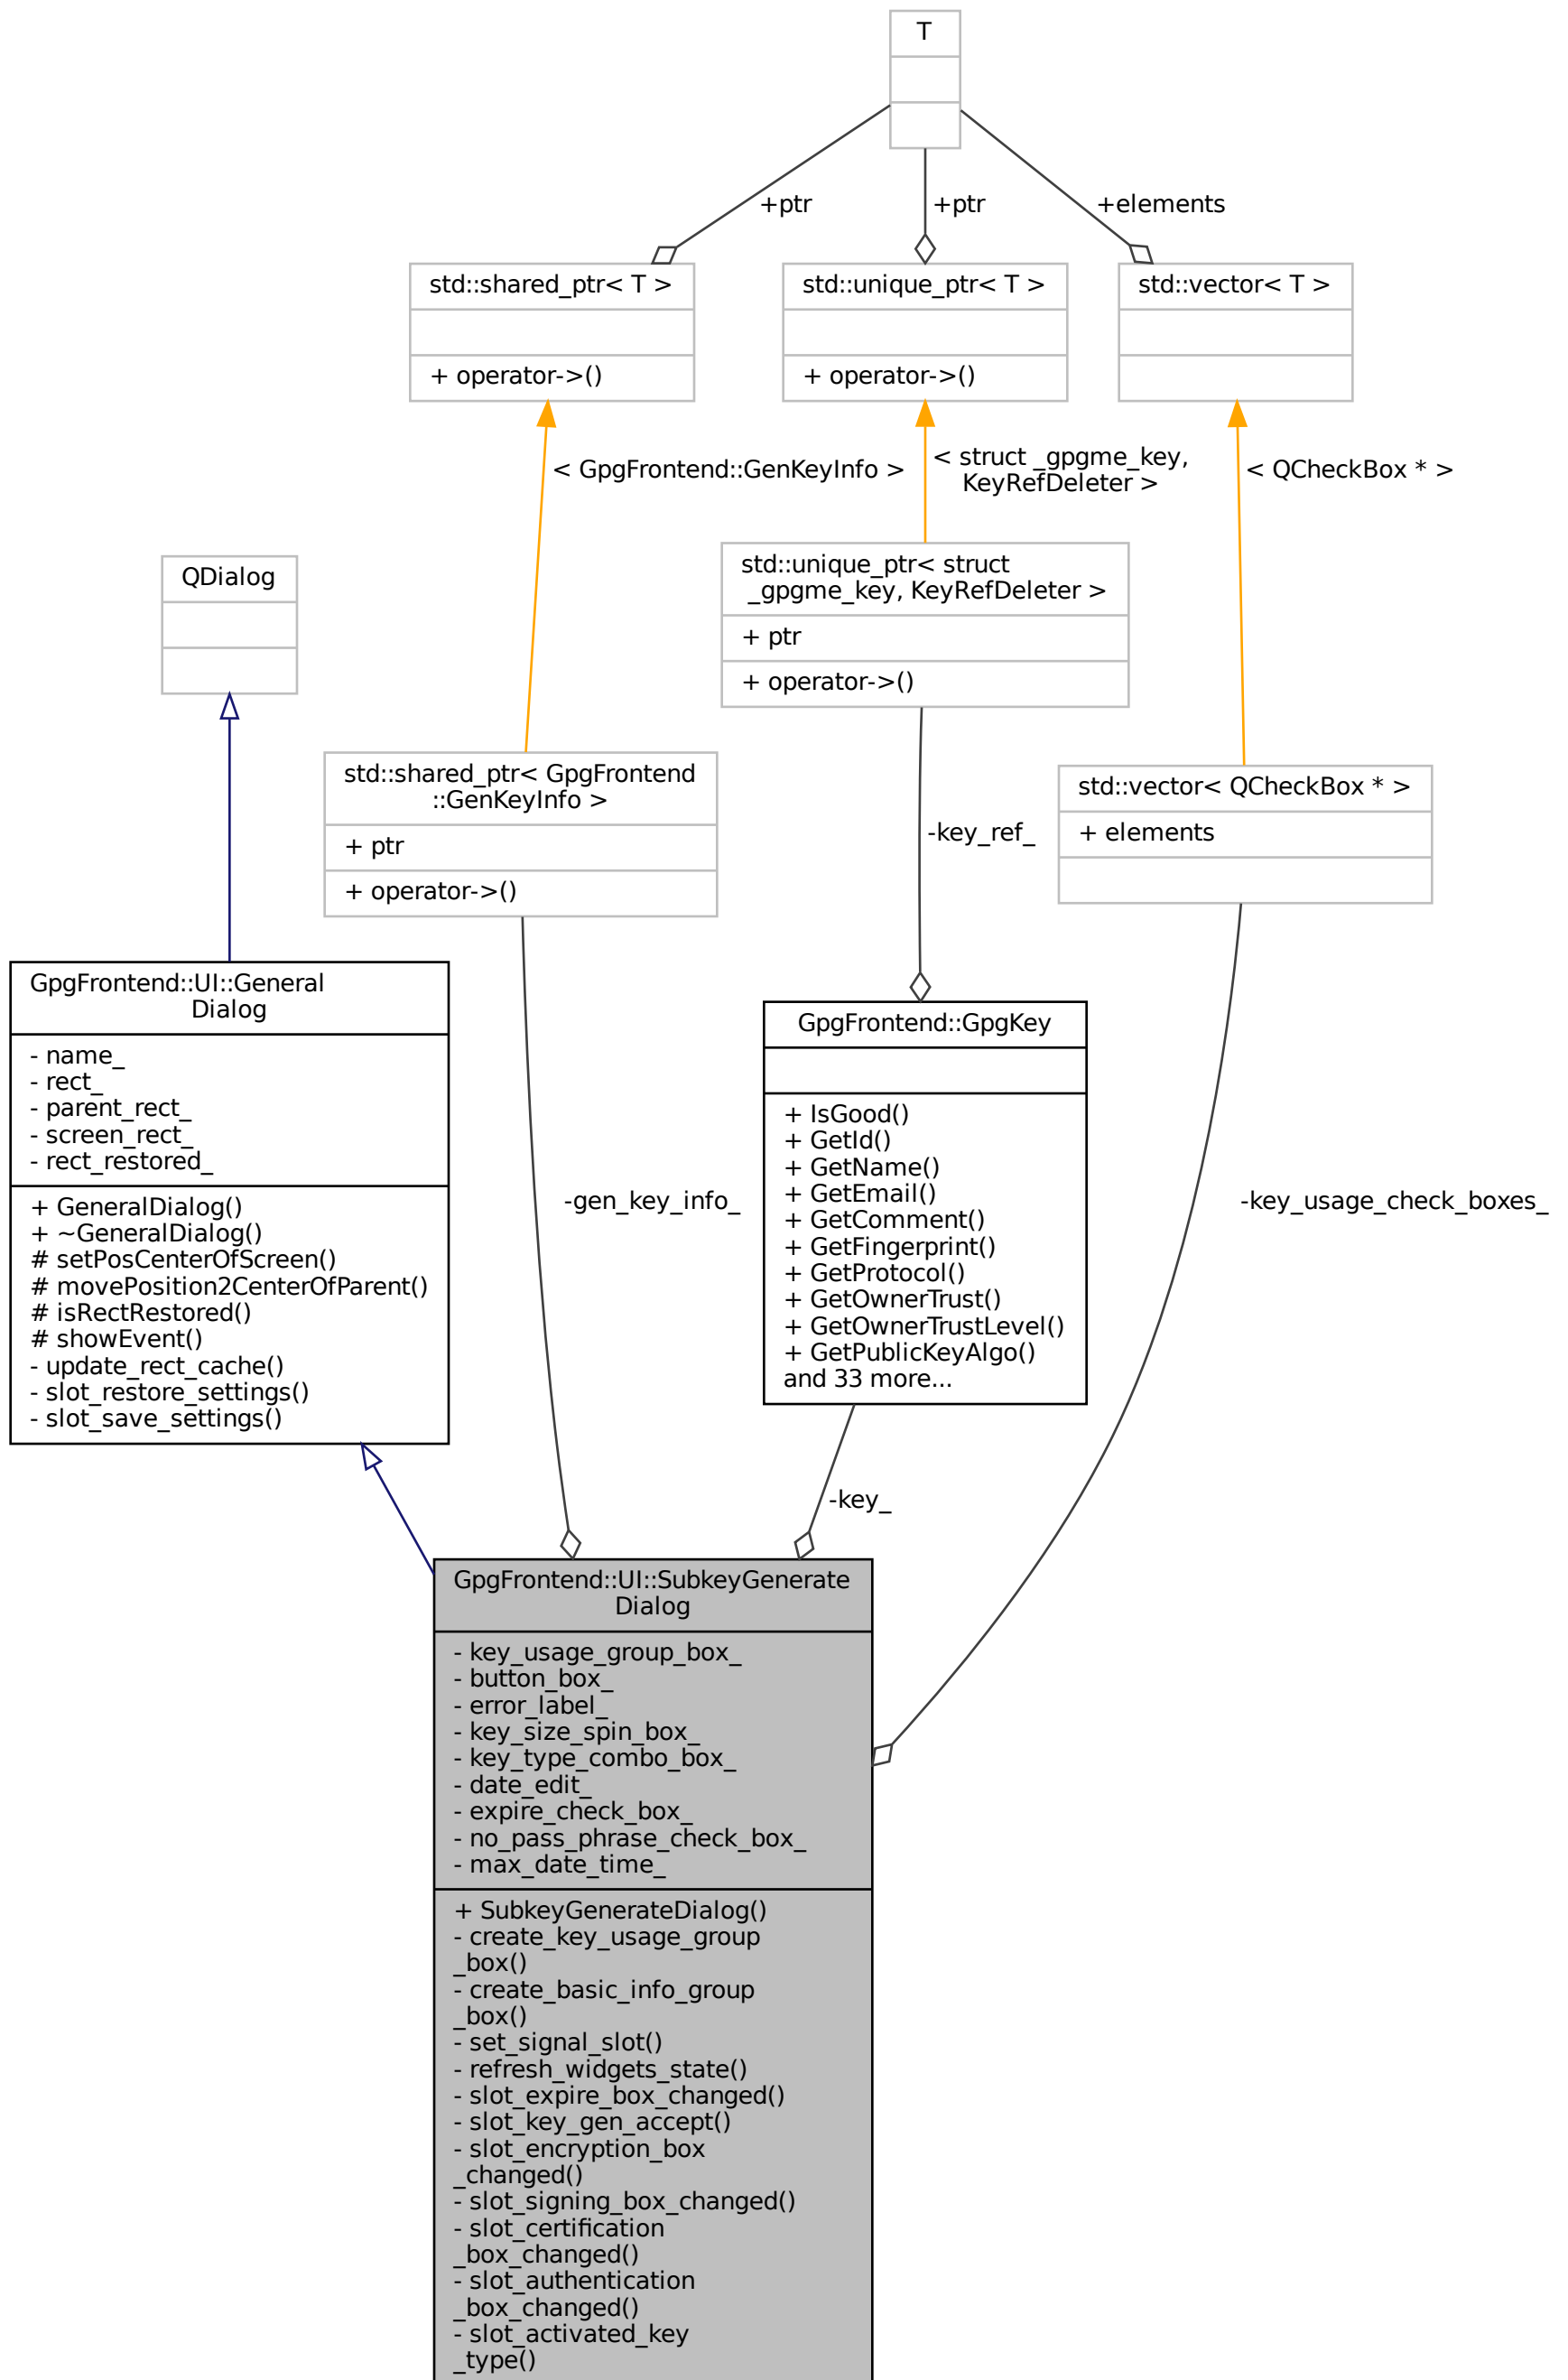 T
+ptr
+ptr
+elements
std::shared_ptr< T >
+ operator->()
std::unique_ptr< T >
+ operator->()
std::vector< T >
< GpgFrontend::GenKeyInfo >
< struct _gpgme_key,
KeyRefDeleter >
< QCheckBox * >
QDialog
std::unique_ptr< struct
_gpgme_key, KeyRefDeleter >
+ ptr
+ operator->()
std::shared_ptr< GpgFrontend
::GenKeyInfo >
+ ptr
+ operator->()
std::vector< QCheckBox * >
+ elements
-key_ref_
GpgFrontend::UI::General
Dialog
- name_
- rect_
- parent_rect_
- screen_rect_
- rect_restored_
+ GeneralDialog()
+ ~GeneralDialog()
# setPosCenterOfScreen()
# movePosition2CenterOfParent()
# isRectRestored()
# showEvent()
- update_rect_cache()
- slot_restore_settings()
- slot_save_settings()
-gen_key_info_
GpgFrontend::GpgKey
+ IsGood()
+ GetId()
+ GetName()
+ GetEmail()
+ GetComment()
+ GetFingerprint()
+ GetProtocol()
+ GetOwnerTrust()
+ GetOwnerTrustLevel()
+ GetPublicKeyAlgo()
and 33 more...
-key_usage_check_boxes_
-key_
GpgFrontend::UI::SubkeyGenerate
Dialog
- key_usage_group_box_
- button_box_
- error_label_
- key_size_spin_box_
- key_type_combo_box_
- date_edit_
- expire_check_box_
- no_pass_phrase_check_box_
- max_date_time_
+ SubkeyGenerateDialog()
- create_key_usage_group
_box()
- create_basic_info_group
_box()
- set_signal_slot()
- refresh_widgets_state()
- slot_expire_box_changed()
- slot_key_gen_accept()
- slot_encryption_box
_changed()
- slot_signing_box_changed()
- slot_certification
_box_changed()
- slot_authentication
_box_changed()
- slot_activated_key
_type()